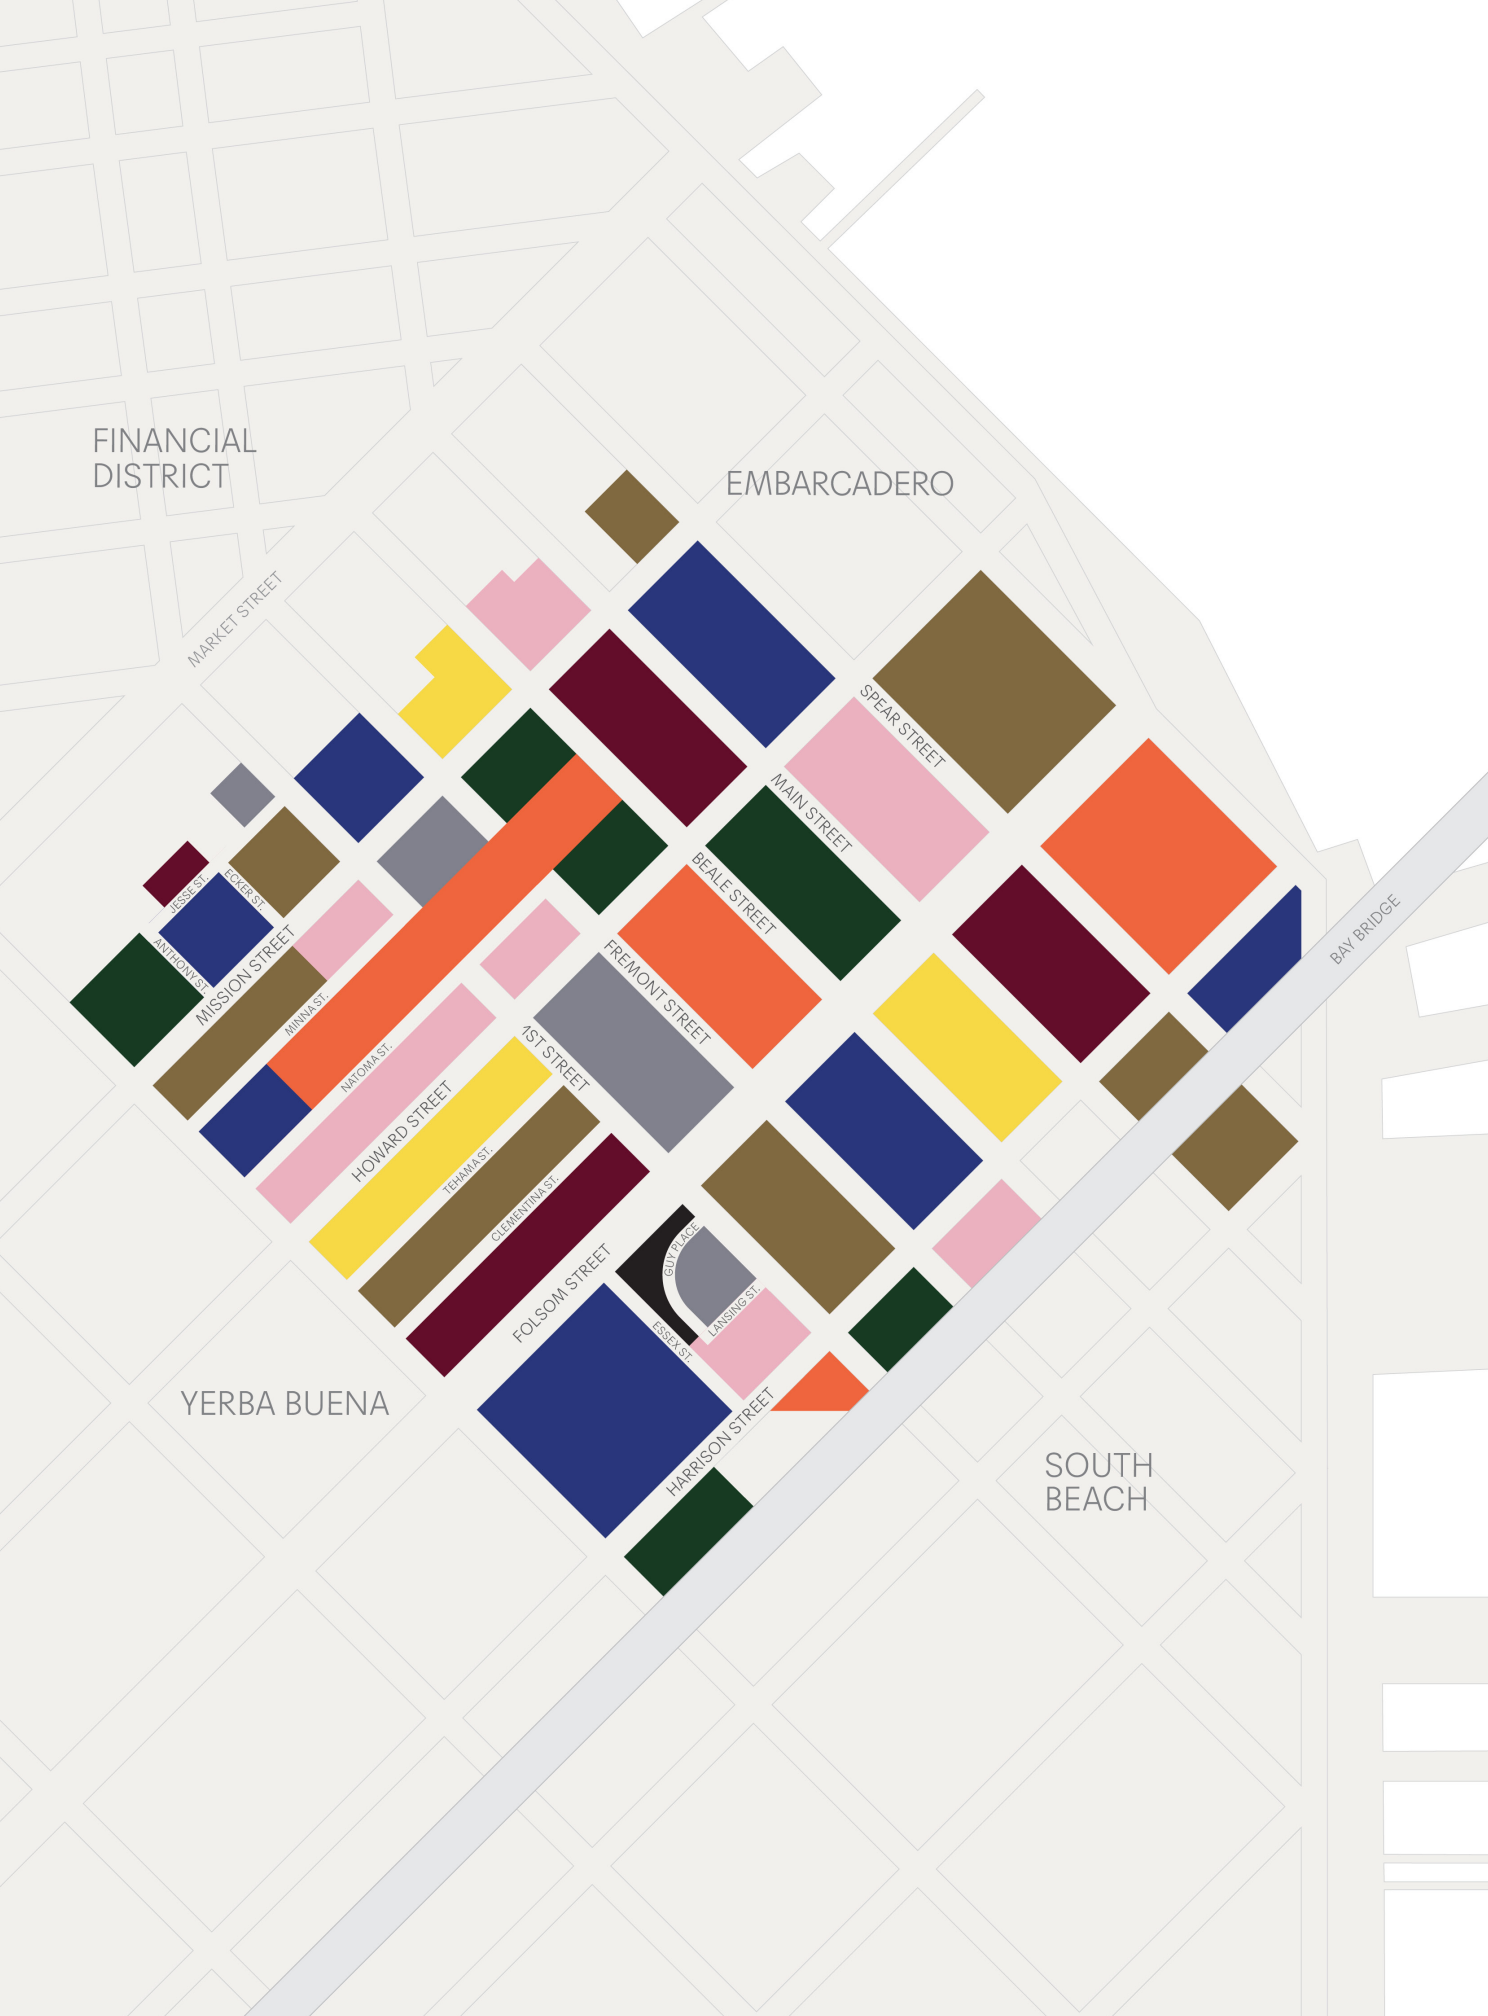 FINANCIAL
DISTRICT
EMBARCADERO
MARKET STREET
SPEAR STREET
MAIN STREET
BEALE STREET
FREMONT STREET
1ST STREET
JESSE ST.
ECKER ST.
ANTHONY ST.
MISSION STREET
MINNA ST.
NATOMA ST.
HOWARD STREET
TEHAMA ST.
CLEMENTINA ST.
FOLSOM STREET
GUY PLACE
LANSING ST.
ESSEX ST.
HARRISON STREET
BAY BRIDGE
YERBA BUENA
SOUTH
BEACH